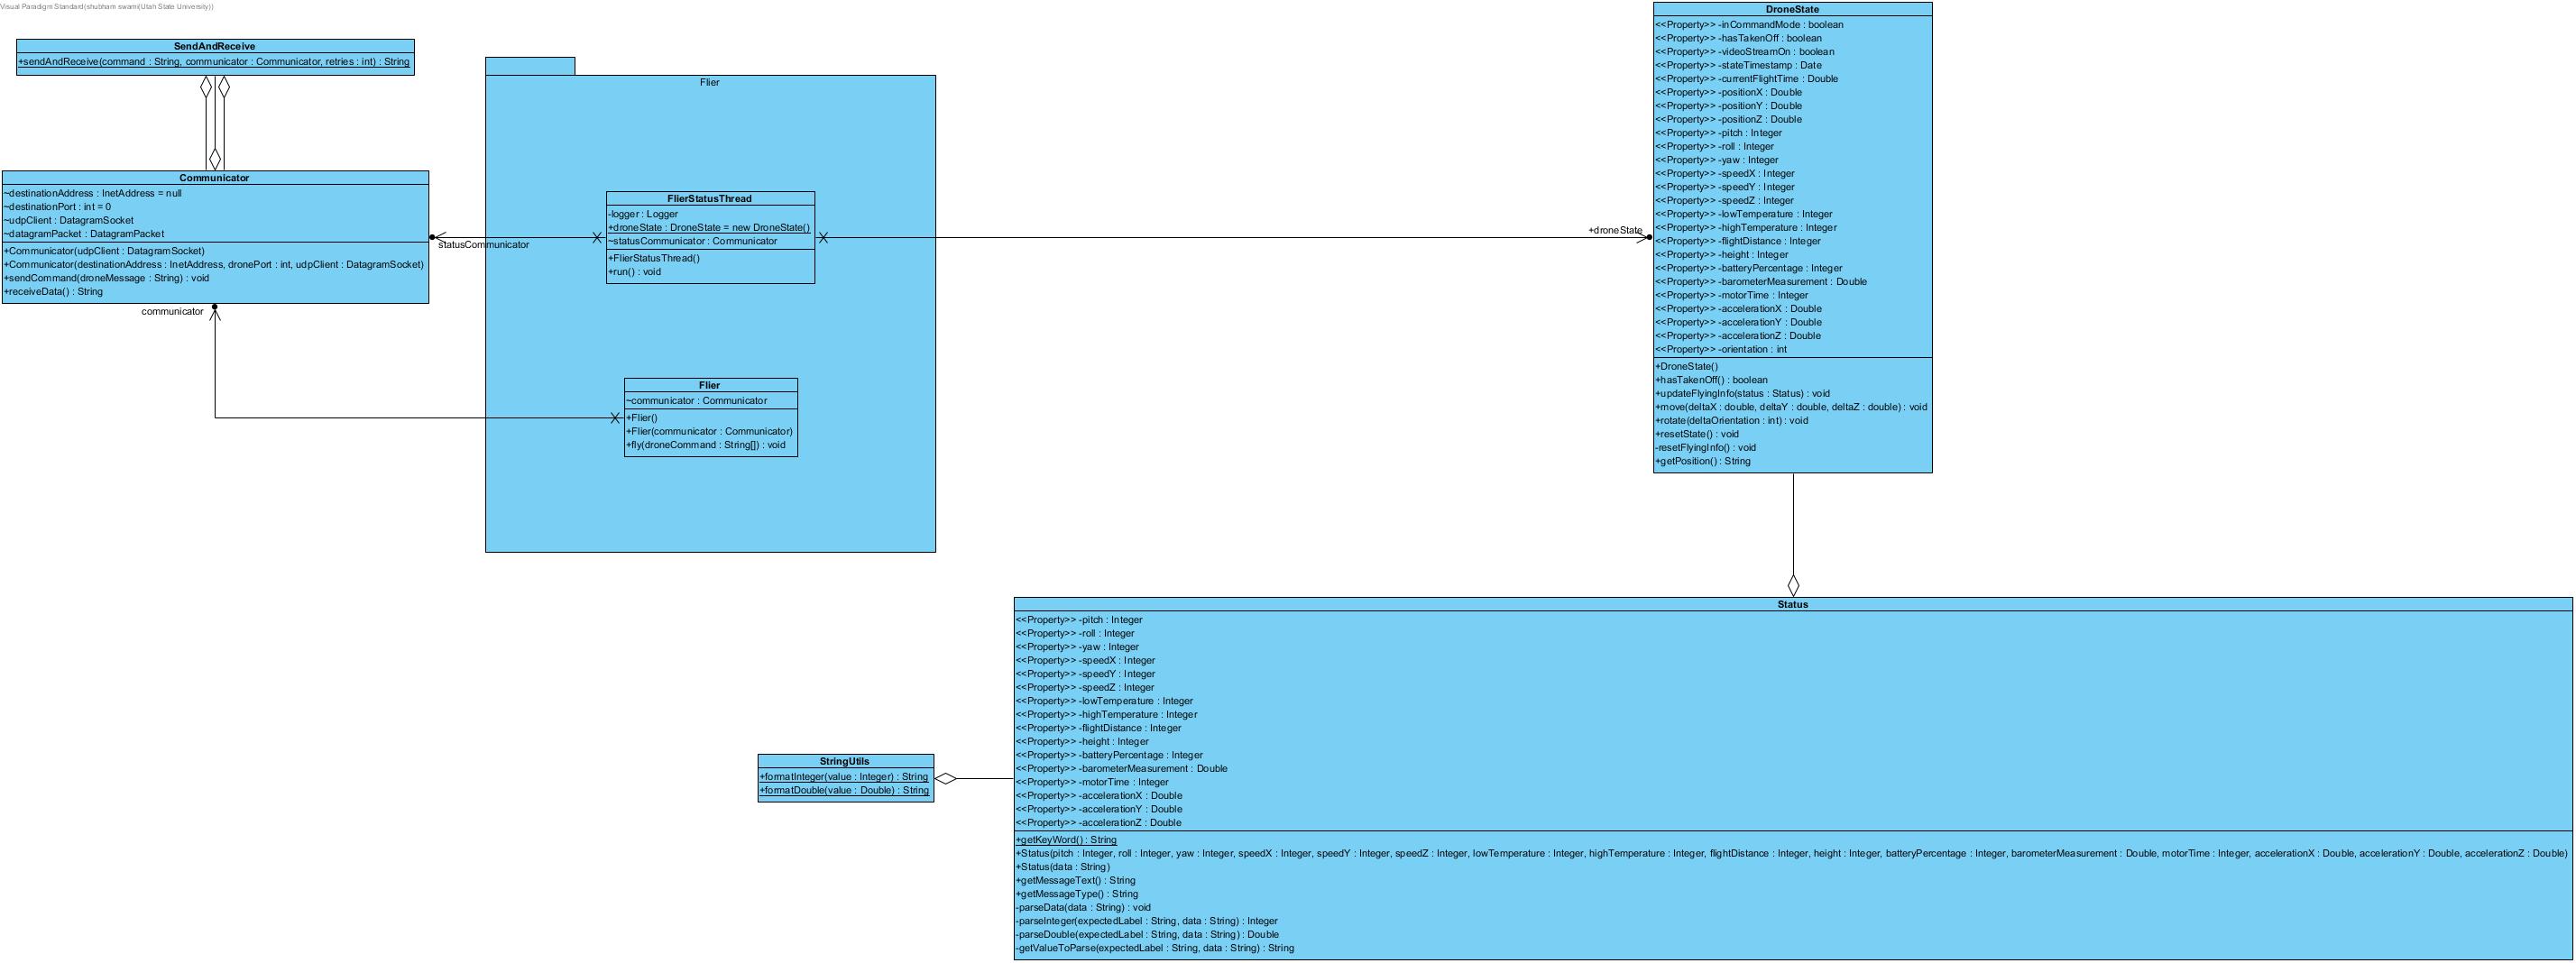 Visual Paradigm Standard(shubham swami(Utah State University))
SendAndReceive
+sendAndReceive(command : String, communicator : Communicator, retries : int) : String
Communicator
~destinationAddress : InetAddress = null
~destinationPort : int = 0
~udpClient : DatagramSocket
~datagramPacket : DatagramPacket
+Communicator(udpClient : DatagramSocket)
+Communicator(destinationAddress : InetAddress, dronePort : int, udpClient : DatagramSocket)
+sendCommand(droneMessage : String) : void
+receiveData() : String
statusCommunicator
communicator
Flier
FlierStatusThread
-logger : Logger
+droneState : DroneState = new DroneState()
~statusCommunicator : Communicator
+FlierStatusThread()
+run() : void
Flier
~communicator : Communicator
+Flier()
+Flier(communicator : Communicator)
+fly(droneCommand : String[]) : void
+droneState
DroneState
<<Property>> -inCommandMode : boolean
<<Property>> -hasTakenOff : boolean
<<Property>> -videoStreamOn : boolean
<<Property>> -stateTimestamp : Date
<<Property>> -currentFlightTime : Double
<<Property>> -positionX : Double
<<Property>> -positionY : Double
<<Property>> -positionZ : Double
<<Property>> -pitch : Integer
<<Property>> -roll : Integer
<<Property>> -yaw : Integer
<<Property>> -speedX : Integer
<<Property>> -speedY : Integer
<<Property>> -speedZ : Integer
<<Property>> -lowTemperature : Integer
<<Property>> -highTemperature : Integer
<<Property>> -flightDistance : Integer
<<Property>> -height : Integer
<<Property>> -batteryPercentage : Integer
<<Property>> -barometerMeasurement : Double
<<Property>> -motorTime : Integer
<<Property>> -accelerationX : Double
<<Property>> -accelerationY : Double
<<Property>> -accelerationZ : Double
<<Property>> -orientation : int
+DroneState()
+hasTakenOff() : boolean
+updateFlyingInfo(status : Status) : void
+move(deltaX : double, deltaY : double, deltaZ : double) : void
+rotate(deltaOrientation : int) : void
+resetState() : void
-resetFlyingInfo() : void
+getPosition() : String
StringUtils
+formatInteger(value : Integer) : String
+formatDouble(value : Double) : String
Status
<<Property>> -pitch : Integer
<<Property>> -roll : Integer
<<Property>> -yaw : Integer
<<Property>> -speedX : Integer
<<Property>> -speedY : Integer
<<Property>> -speedZ : Integer
<<Property>> -lowTemperature : Integer
<<Property>> -highTemperature : Integer
<<Property>> -flightDistance : Integer
<<Property>> -height : Integer
<<Property>> -batteryPercentage : Integer
<<Property>> -barometerMeasurement : Double
<<Property>> -motorTime : Integer
<<Property>> -accelerationX : Double
<<Property>> -accelerationY : Double
<<Property>> -accelerationZ : Double
+getKeyWord() : String
+Status(pitch : Integer, roll : Integer, yaw : Integer, speedX : Integer, speedY : Integer, speedZ : Integer, lowTemperature : Integer, highTemperature : Integer, flightDistance : Integer, height : Integer, batteryPercentage : Integer, barometerMeasurement : Double, motorTime : Integer, accelerationX : Double, accelerationY : Double, accelerationZ : Double)
+Status(data : String)
+getMessageText() : String
+getMessageType() : String
-parseData(data : String) : void
-parseInteger(expectedLabel : String, data : String) : Integer
-parseDouble(expectedLabel : String, data : String) : Double
-getValueToParse(expectedLabel : String, data : String) : String